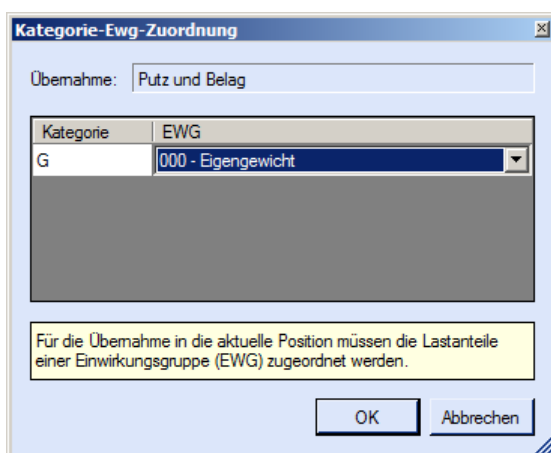 Kategorie-Ewg-Zuordnung
Übernahme: Putz und Belag
Kategorie EWG
G 000 - Eigengewicht
Für die Übernahme in die aktuelle Position müssen die Lastanteile
einer Einwirkungsgruppe (EWG) zugeordnet werden.
OK Abbrechen